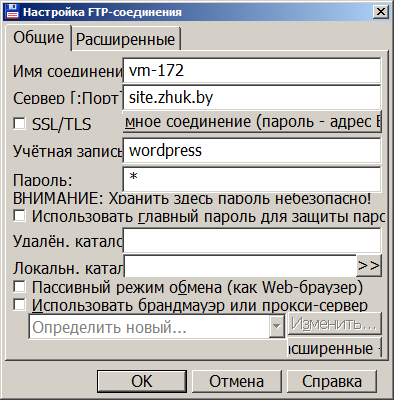 Настройка FTP-соединения
Общие Расширенные
Имя соединени vm-172
Сервер [:Порт] site.zhuk.by
SSL/TLS мное соединение (пароль - адрес E
Учётная запись wordpress
Пароль: *
ВНИМАНИЕ: Хранить здесь пароль небезопасно!
Использовать главный пароль для защиты паро
Удалён. катало
Локальн. катал >>
Пассивный режим обмена (как Web-браузер)
Использовать брандмауэр или прокси-сервер
Определить новый... Изменить...
асширенные
OK Отмена Справка